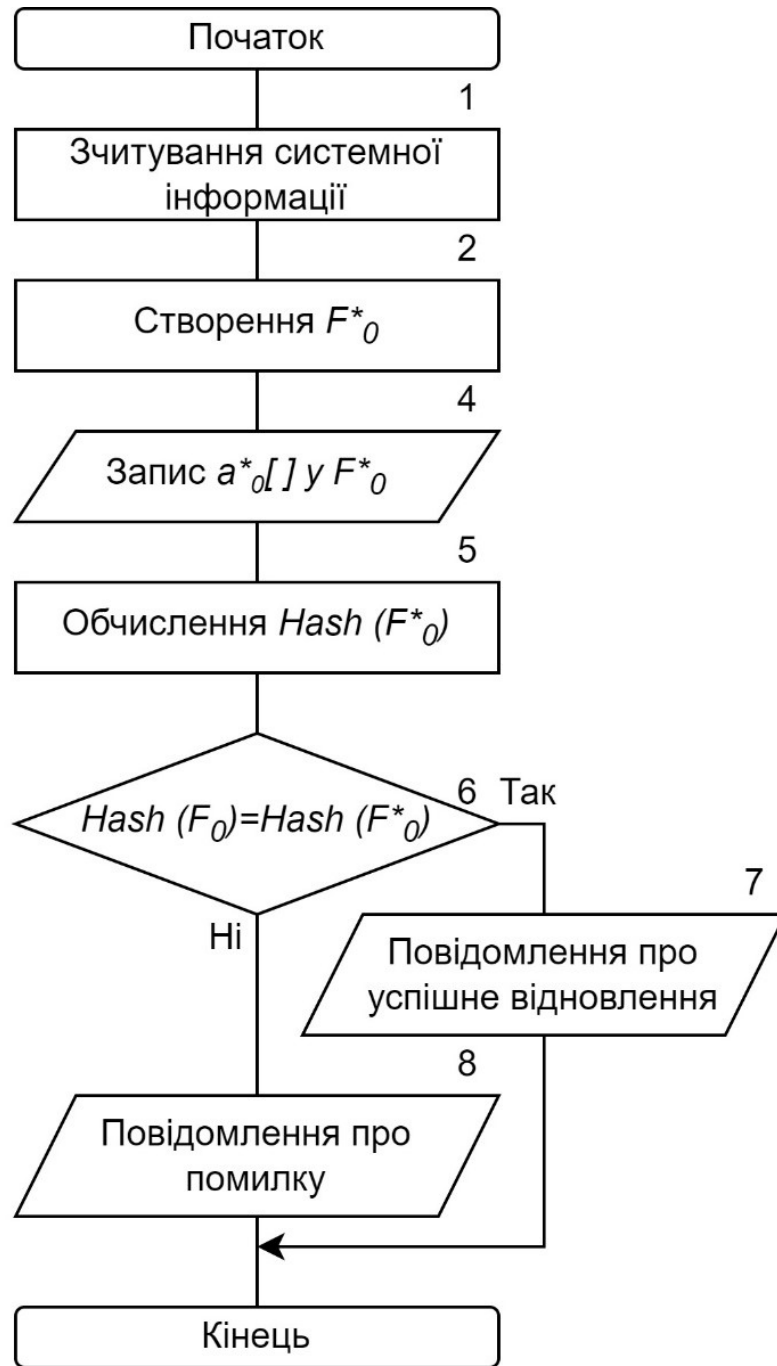 Початок
1
Зчитування системної
інформації
2
Створення F*0
4
Запис a*0[ ] у F*0
5
Обчислення Hash (F*0)
6 Так
Hash (F0)=Hash (F*0)
7
Ні
Повідомлення про
успішне відновлення
8
Повідомлення про
помилку
Кінець